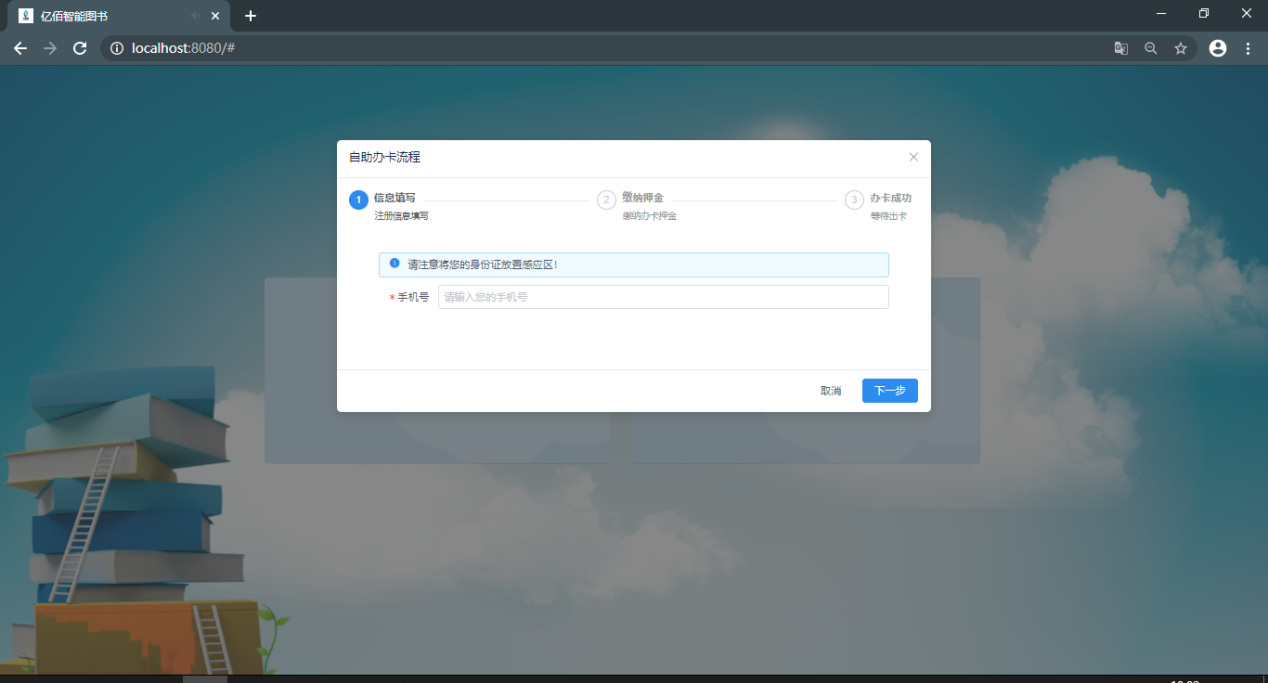 亿佰智能图书
localhost:8080/#
自助办卡流程
1 信息填写
注册信息填写
2 缴纳押金
缴纳办卡押金
3 办卡成功
等待出卡
请注意将您的身份证放置感应区！
* 手机号 请输入您的手机号
取消 下一步